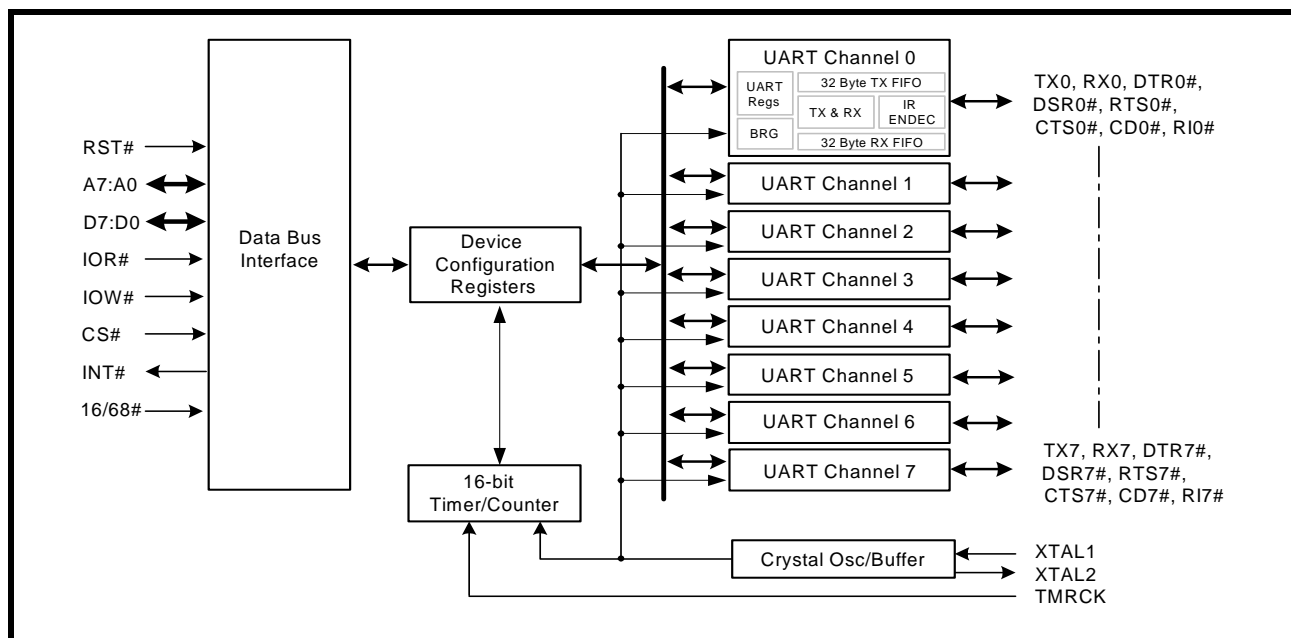 RST#
A7:A0
D7:D0
IOR#
IOW#
CS#
INT#
16/68#
Data Bus
Interface
Device
Configuration
Registers
16-bit
Timer/Counter
UART Channel 0
UART
Regs
BRG
32 Byte TX FIFO
TX & RX
IR
ENDEC
32 Byte RX FIFO
UART Channel 1
UART Channel 2
UART Channel 3
UART Channel 4
UART Channel 5
UART Channel 6
UART Channel 7
Crystal Osc/Buffer
TX0, RX0, DTR0#,
DSR0#, RTS0#,
CTS0#, CD0#, RI0#
TX7, RX7, DTR7#,
DSR7#, RTS7#,
CTS7#, CD7#, RI7#
XTAL1
XTAL2
TMRCK